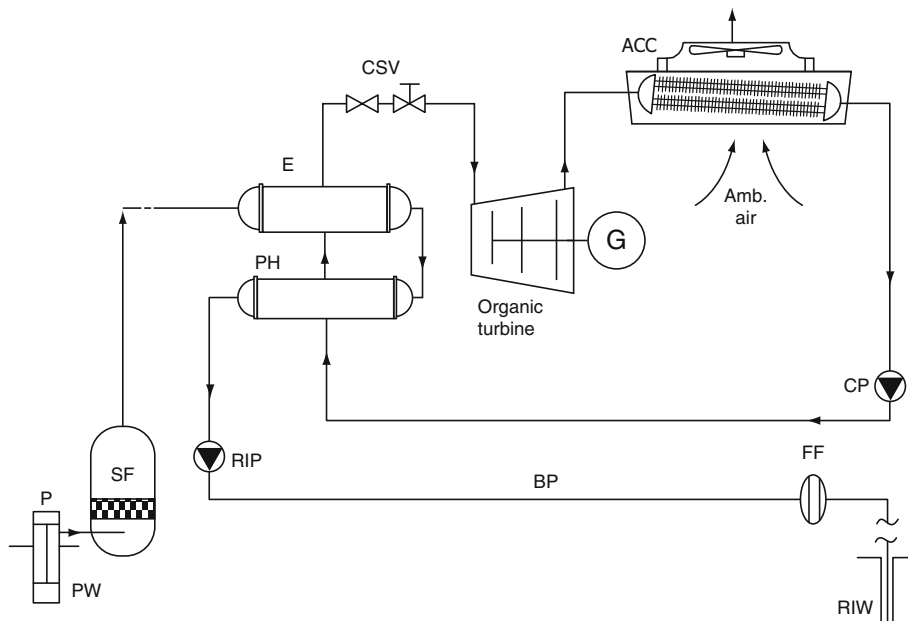 ACC
CSV
E
Amb.
air
G
PH
Organic
turbine
CP
RIP
FF
SF
BP
P
PW
RIW